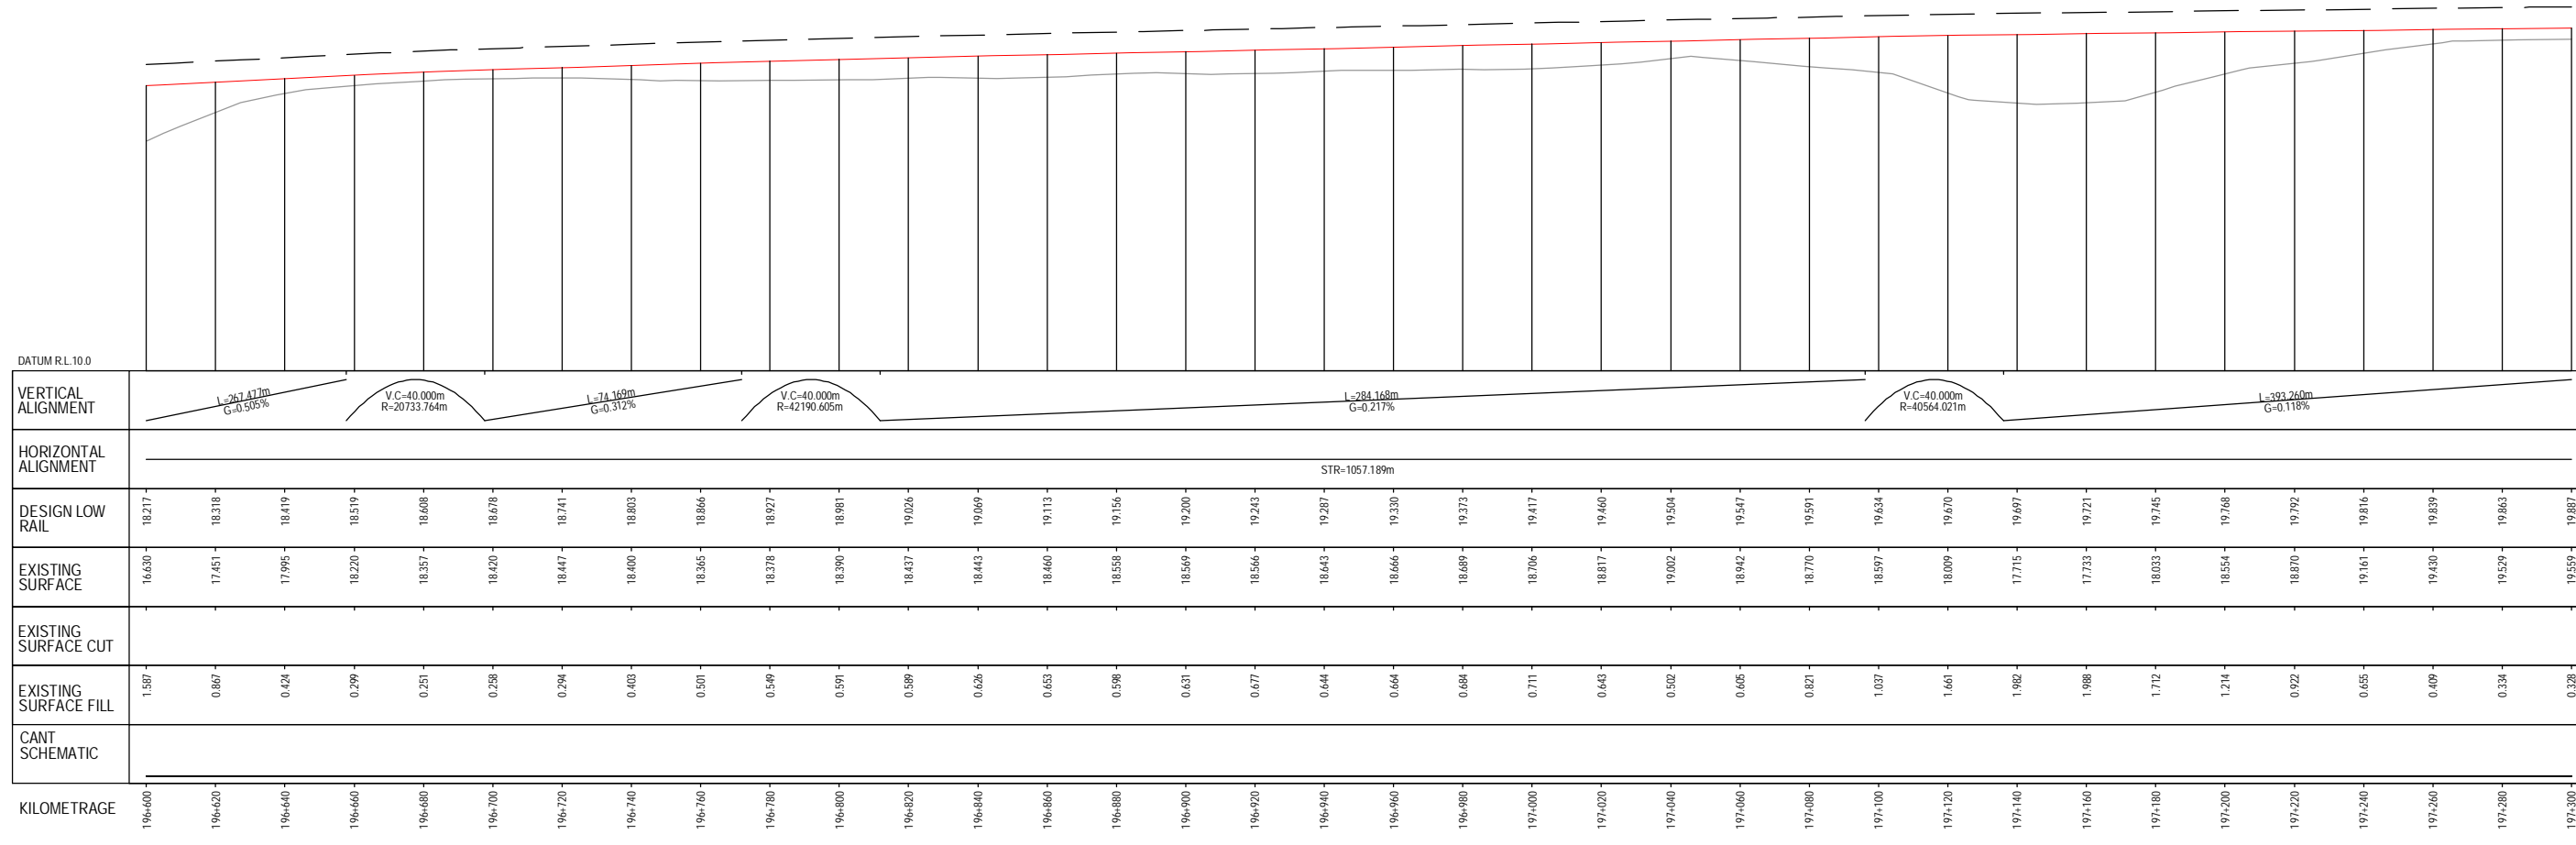 DATUM R.L.10.0
VERTICAL
ALIGNMENT
L=267.477m
G=0.505%
V.C=40.000m
R=20733.764m
L=74.169m
G=0.312%
V.C=40.000m
R=42190.605m
L=284.168m
G=0.217%
V.C=40.000m
R=40564.021m
L=393.260m
G=0.118%
HORIZONTAL
ALIGNMENT
STR=1057.189m
DESIGN LOW
RAIL
18.217 18.318 18.419 18.519 18.608 18.678 18.741 18.803 18.866 18.927 18.981 19.026 19.069 19.113 19.156 19.200 19.243 19.287 19.330 19.373 19.417 19.460 19.504 19.547 19.591 19.634 19.670 19.697 19.721 19.745 19.768 19.792 19.816 19.839 19.863 19.887
EXISTING
SURFACE
16.630 17.451 17.995 18.220 18.357 18.420 18.447 18.400 18.365 18.378 18.390 18.437 18.443 18.460 18.558 18.569 18.566 18.643 18.666 18.689 18.706 18.817 19.002 18.942 18.770 18.597 18.009 17.715 17.733 18.033 18.554 18.870 19.161 19.430 19.529 19.559
EXISTING
SURFACE CUT
EXISTING
SURFACE FILL
1.587 0.867 0.424 0.299 0.251 0.258 0.294 0.403 0.501 0.549 0.591 0.589 0.626 0.653 0.598 0.631 0.677 0.644 0.664 0.684 0.711 0.643 0.502 0.605 0.821 1.037 1.661 1.982 1.988 1.712 1.214 0.922 0.655 0.409 0.334 0.328
CANT
SCHEMATIC
KILOMETRAGE
196+600 196+620 196+640 196+660 196+680 196+700 196+720 196+740 196+760 196+780 196+800 196+820 196+840 196+860 196+880 196+900 196+920 196+940 196+960 196+980 197+000 197+020 197+040 197+060 197+080 197+100 197+120 197+140 197+160 197+180 197+200 197+220 197+240 197+260 197+280 197+300